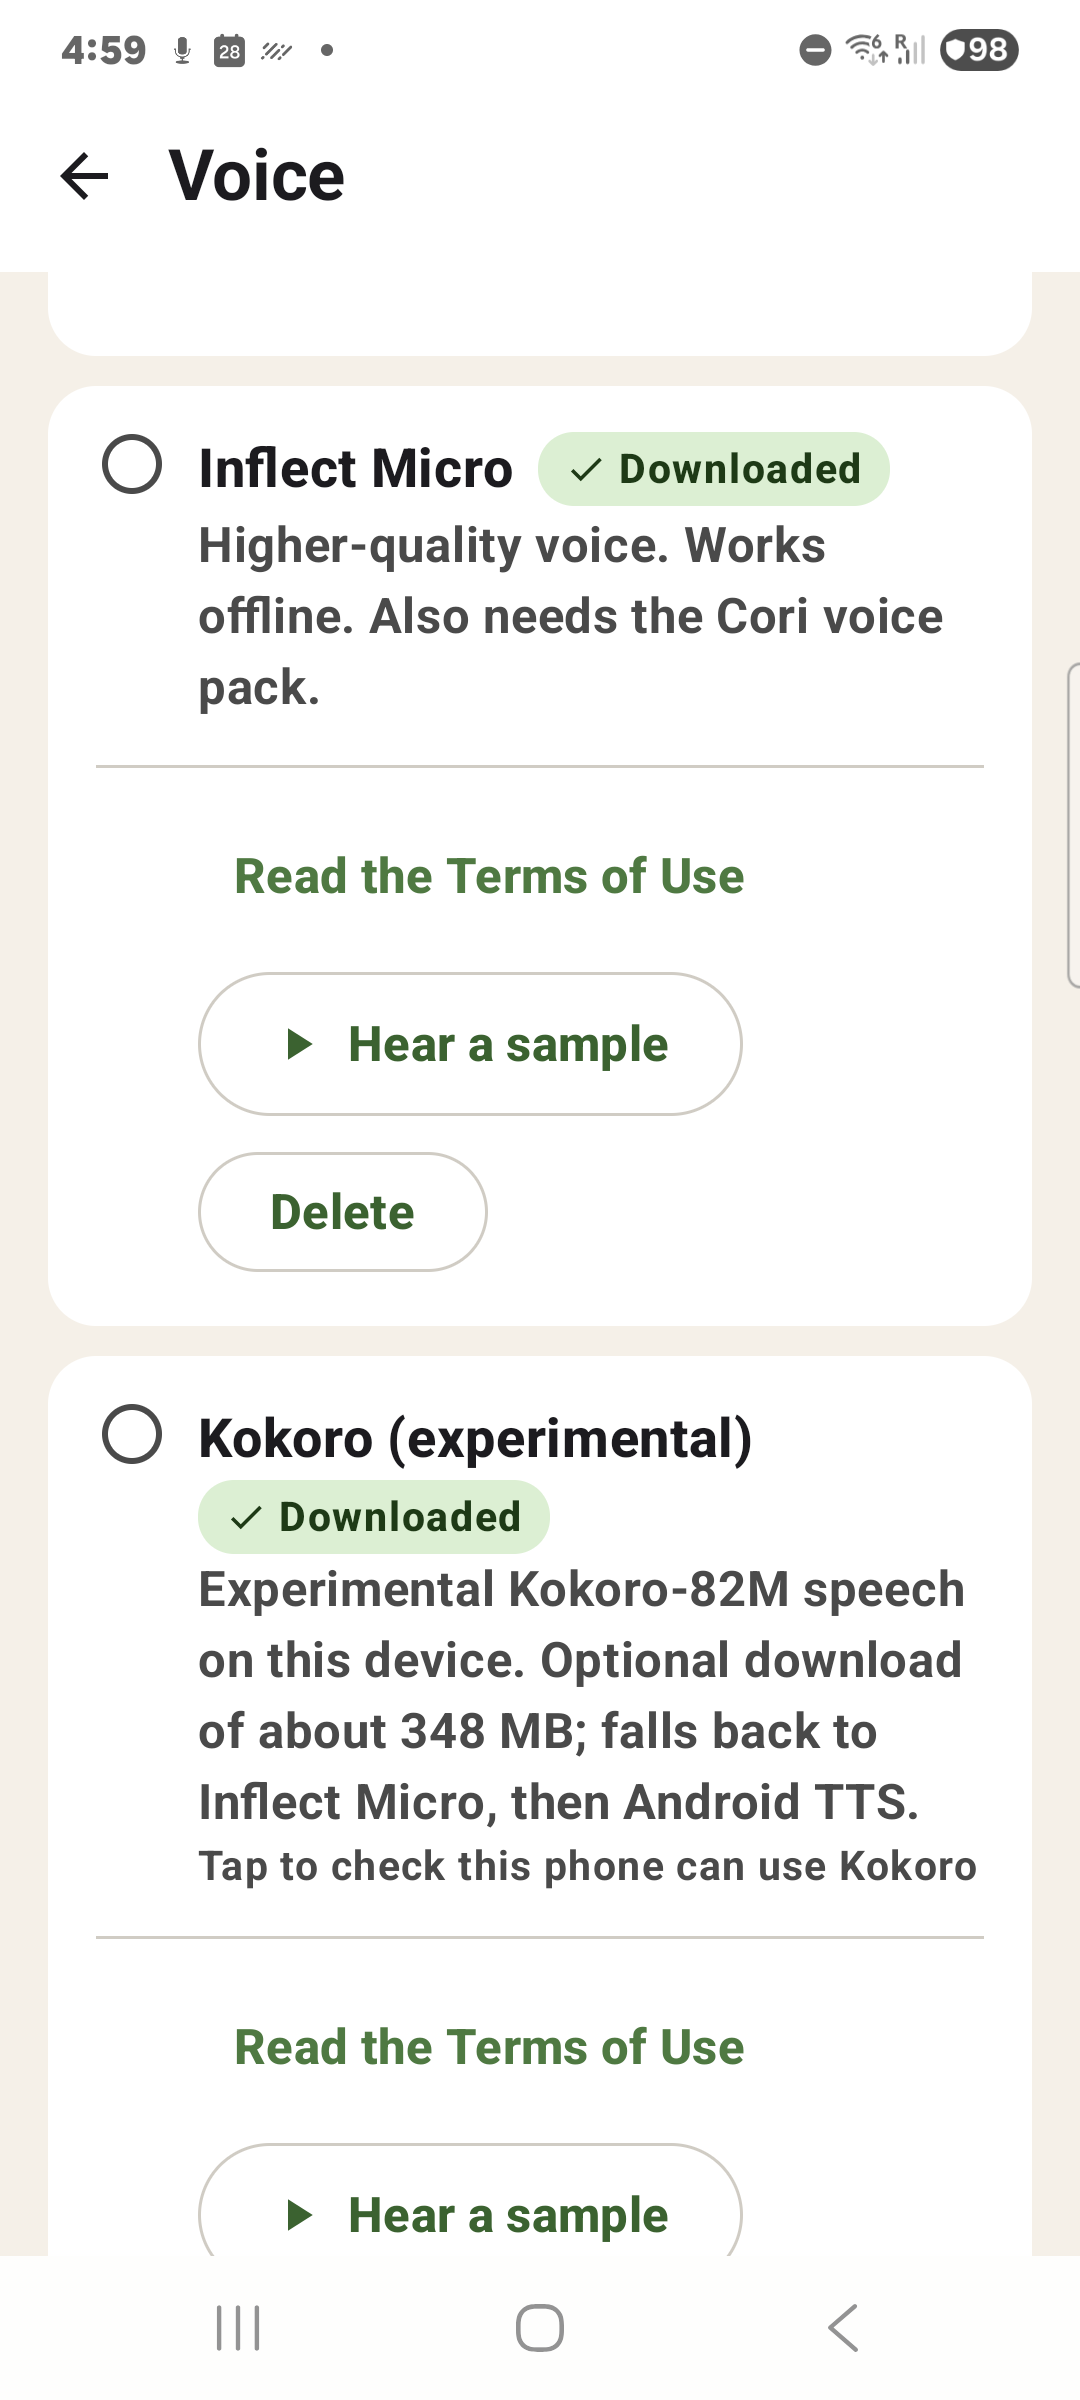 4:59
28
6
R
98
Voice
Inflect Micro
Downloaded
Higher-quality voice. Works
offline. Also needs the Cori voice
pack.
Read the Terms of Use
Hear a sample
Delete
Kokoro (experimental)
Downloaded
Experimental Kokoro-82M speech
on this device. Optional download
of about 348 MB; falls back to
Inflect Micro, then Android TTS.
Tap to check this phone can use Kokoro
Read the Terms of Use
Hear a sample